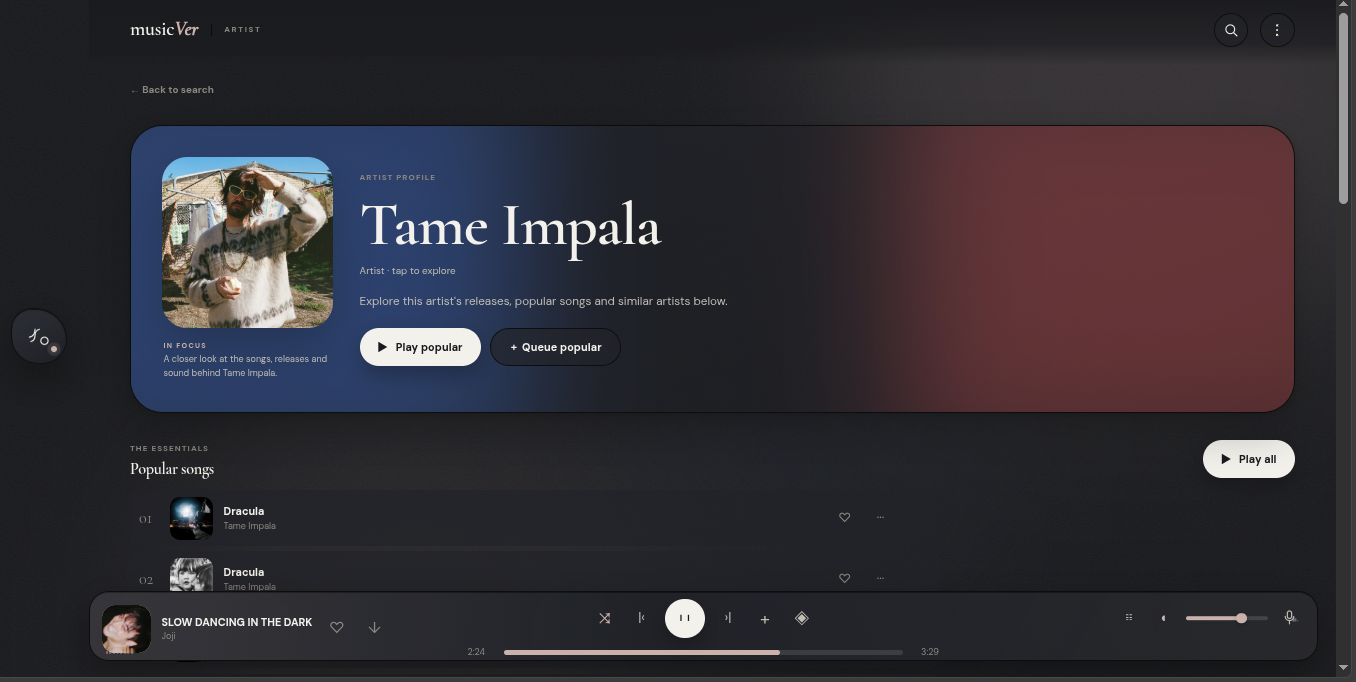 musicVer
ARTIST
← Back to search
ARTIST PROFILE
Tame Impala
Artist · tap to explore
Explore this artist's releases, popular songs and similar artists below.
Play popular
+ Queue popular
IN FOCUS
A closer look at the songs, releases and
sound behind Tame Impala.
THE ESSENTIALS
Popular songs
Play all
01
Dracula
Tame Impala
02
Dracula
Tame Impala
SLOW DANCING IN THE DARK
Joji
2:24
3:29